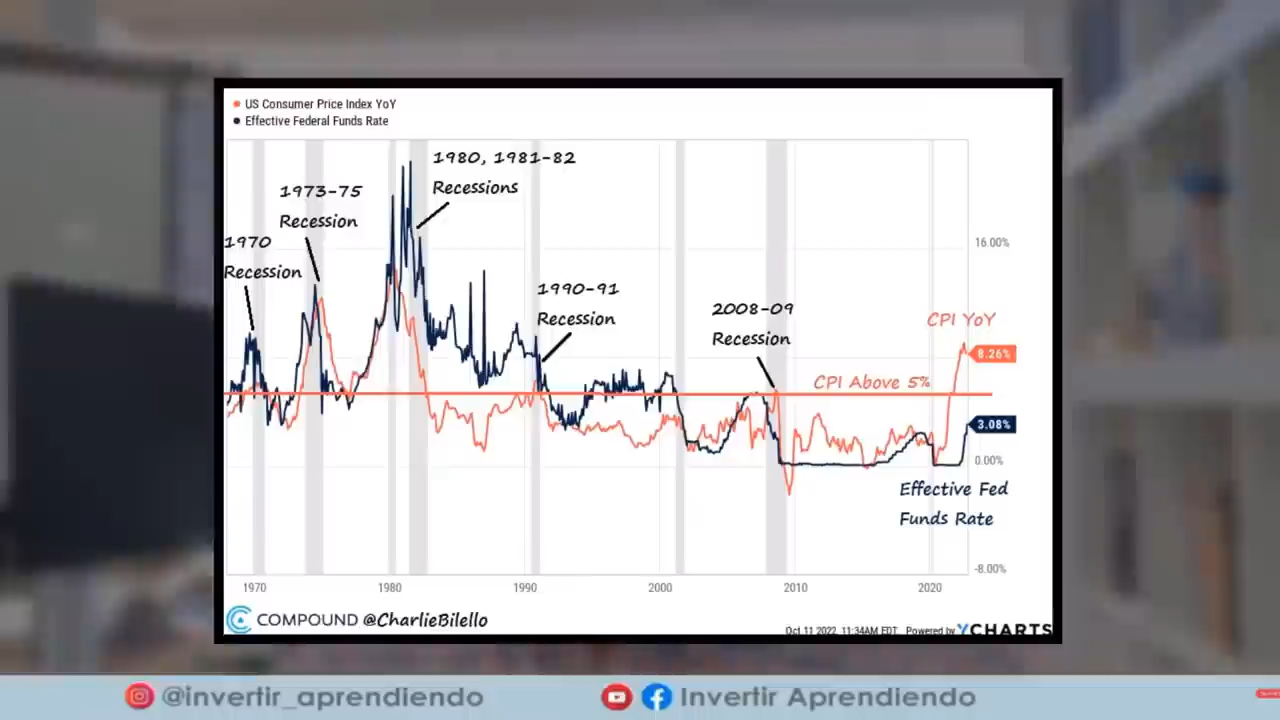 US Consumer Price Index YoY
Effective Federal Funds Rate
1980, 1981-82
Recessions
1973-75
Recession
1970
Recession
16.00%
1990-91
Recession
2008-09
Recession
CPI YoY
8.26%
CPI Above 5%
3.08%
0.00%
Effective Fed
Funds Rate
-8.00%
1970 1980 1990 2000 2010 2020
COMPOUND @CharlieBilello
Oct 11 2022, 11:34AM EDT. Powered by YCHARTS
@invertir_aprendiendo
Invertir Aprendiendo